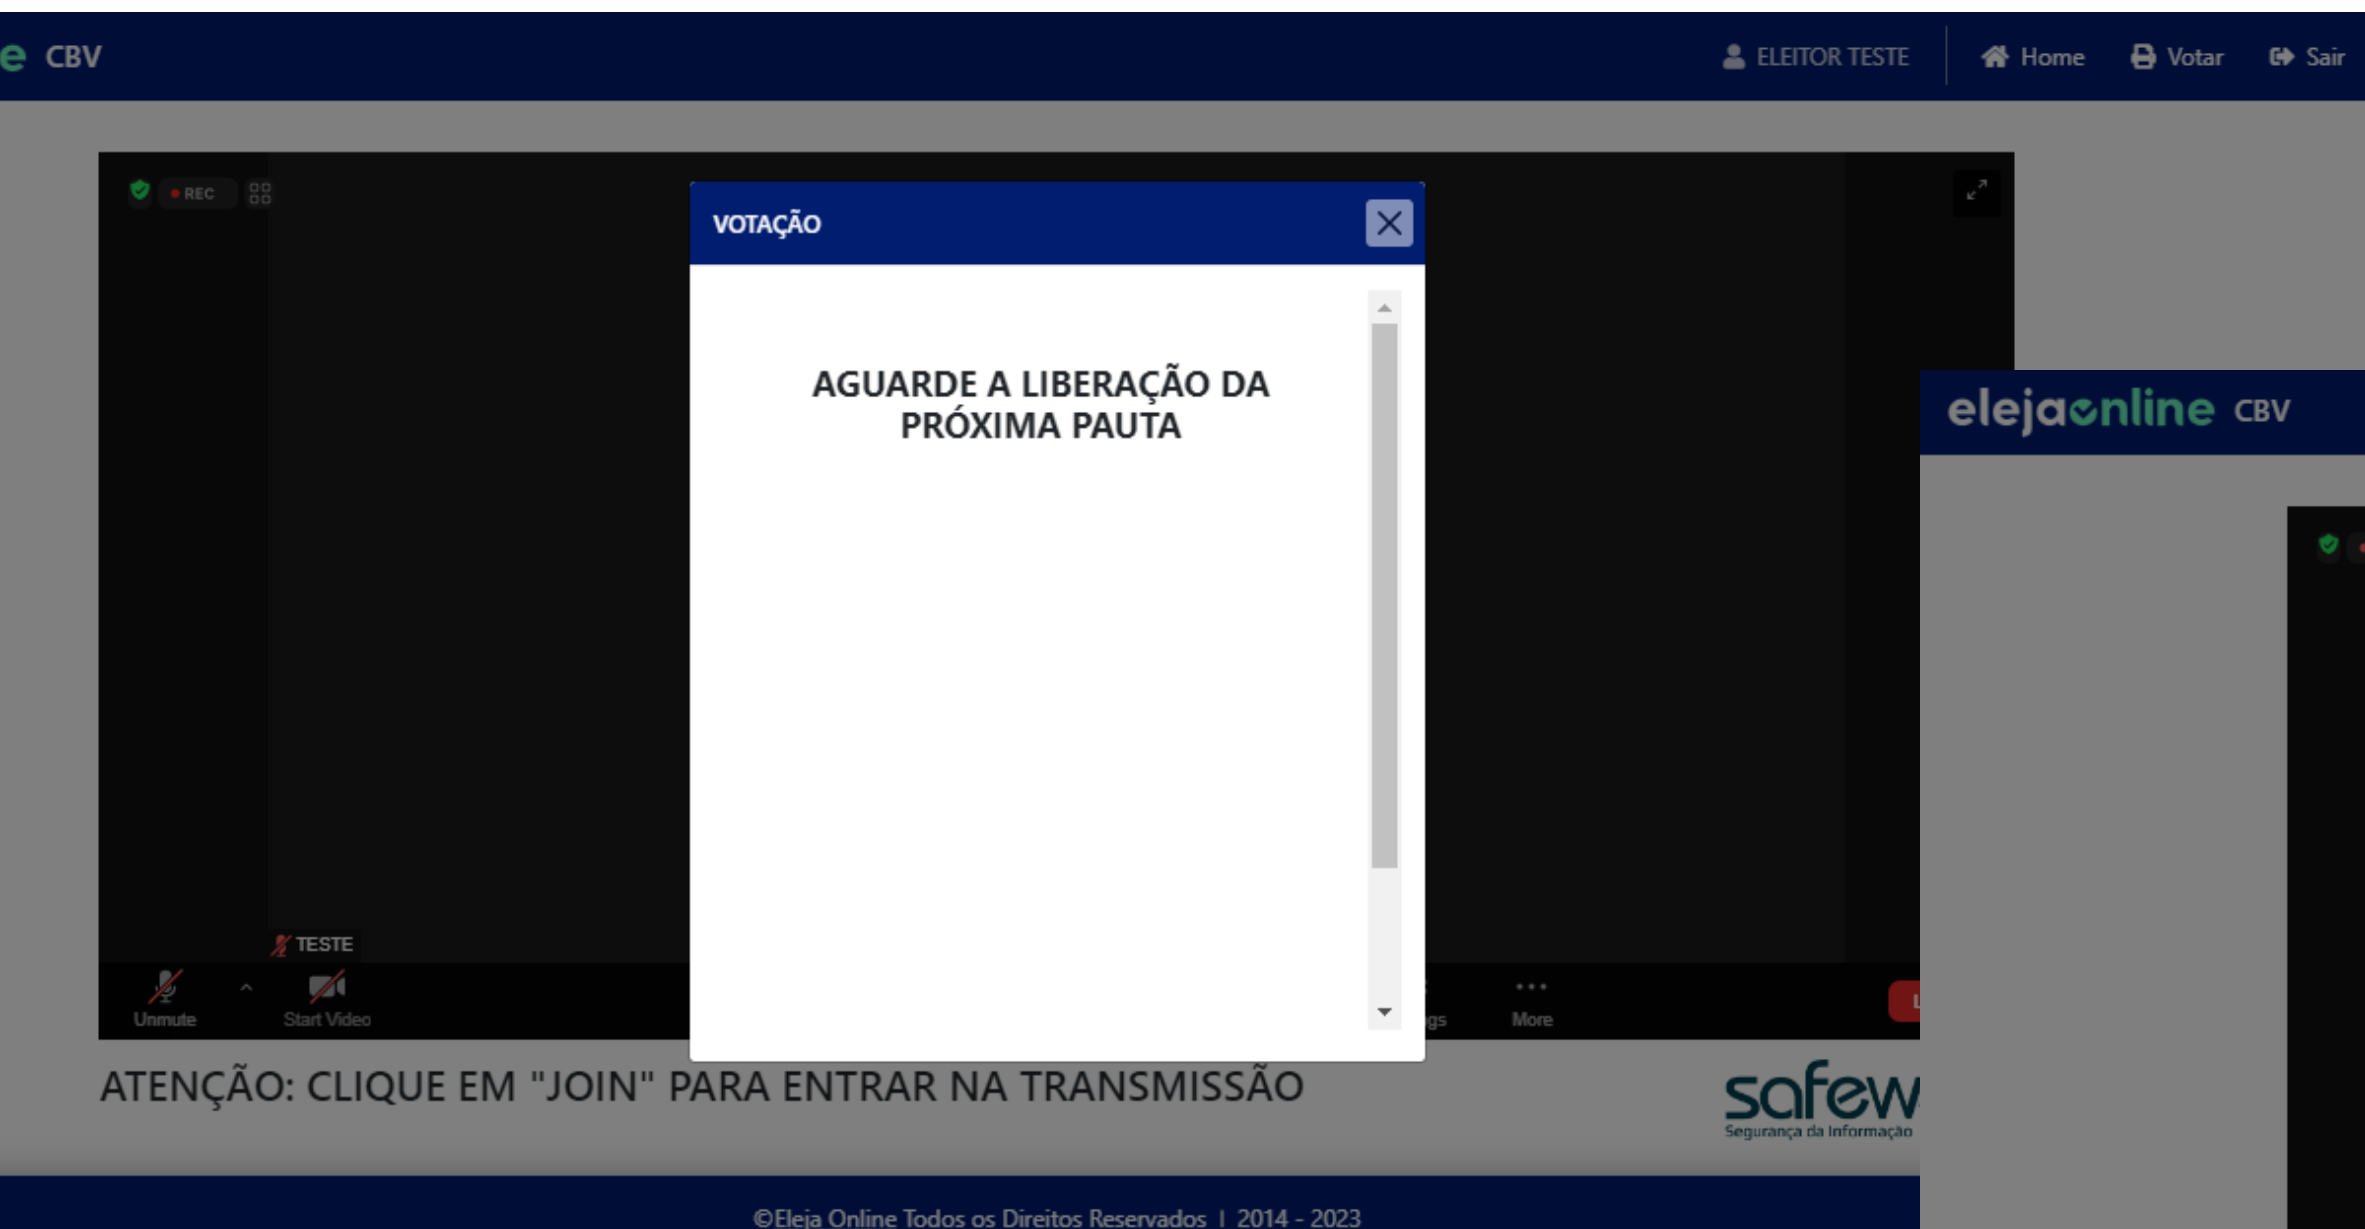 e CBV
ELEITOR TESTE
Home
Votar
Sair
REC
VOTAÇÃO
AGUARDE A LIBERAÇÃO DA
PRÓXIMA PAUTA
elejaonline CBV
TESTE
Unmute
Start Video
gs
More
L
ATENÇÃO: CLIQUE EM "JOIN" PARA ENTRAR NA TRANSMISSÃO
safew
Segurança da Informação
©Eleja Online Todos os Direitos Reservados | 2014 - 2023